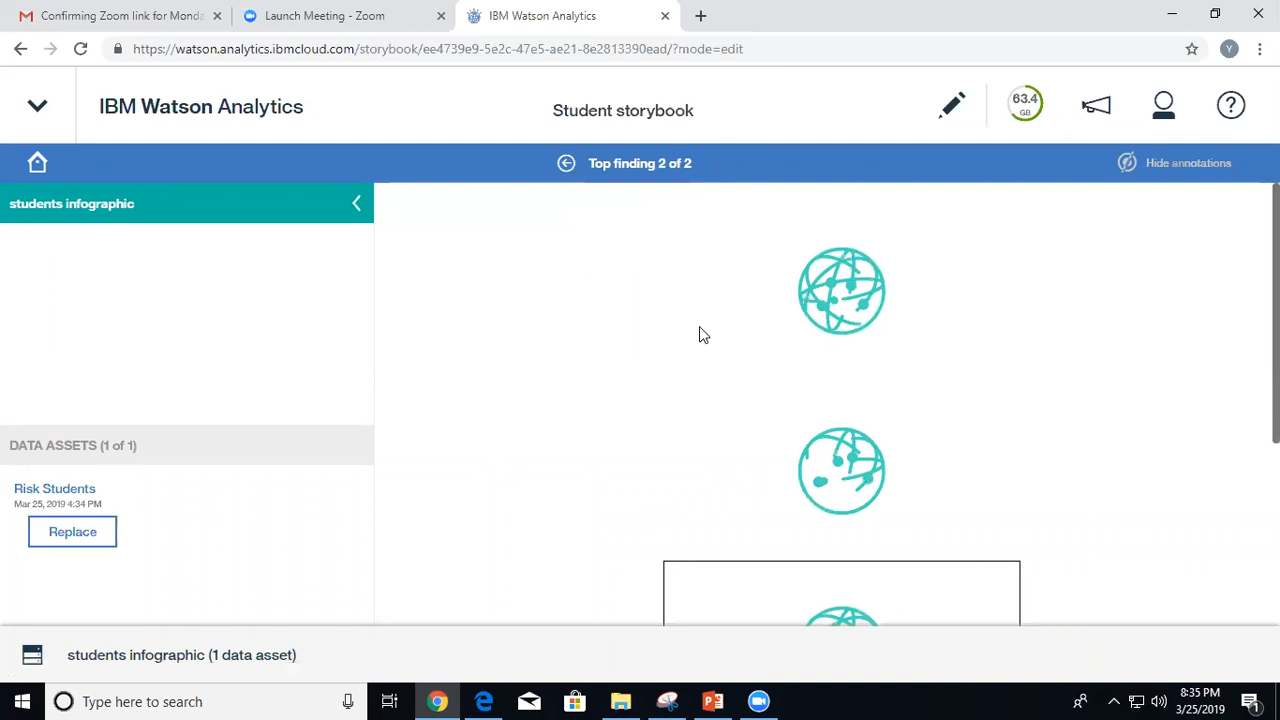 Confirming Zoom link for Monda
Launch Meeting - Zoom
IBM Watson Analytics
https://watson.analytics.ibmcloud.com/storybook/ee4739e9-5e2c-47e5-ae21-8e2813390ead/?mode=edit
Y
IBM Watson Analytics
Student storybook
63.4
GB
?
Top finding 2 of 2
Hide annotations
students infographic
DATA ASSETS (1 of 1)
Risk Students
Mar 25, 2019 4:34 PM
Replace
students infographic (1 data asset)
Type here to search
8:35 PM
3/25/2019
1